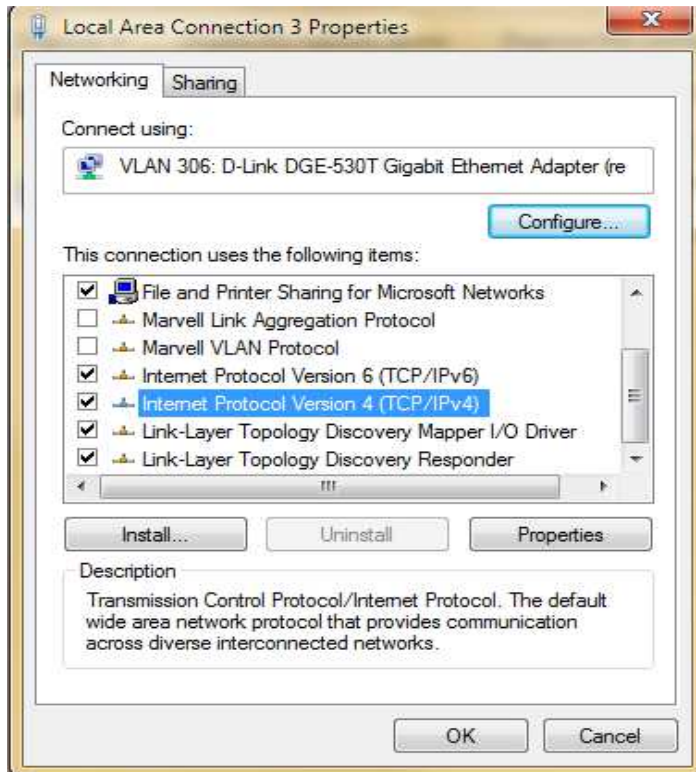 Local Area Connection 3 Properties
Networking
Sharing
Connect using:
VLAN 306: D-Link DGE-530T Gigabit Ethernet Adapter (re
Configure...
This connection uses the following items:
File and Printer Sharing for Microsoft Networks
Marvell Link Aggregation Protocol
Marvell VLAN Protocol
Internet Protocol Version 6 (TCP/IPv6)
Internet Protocol Version 4 (TCP/IPv4)
Link-Layer Topology Discovery Mapper I/O Driver
Link-Layer Topology Discovery Responder
Install...
Uninstall
Properties
Description
Transmission Control Protocol/Internet Protocol. The default
wide area network protocol that provides communication
across diverse interconnected networks.
OK
Cancel